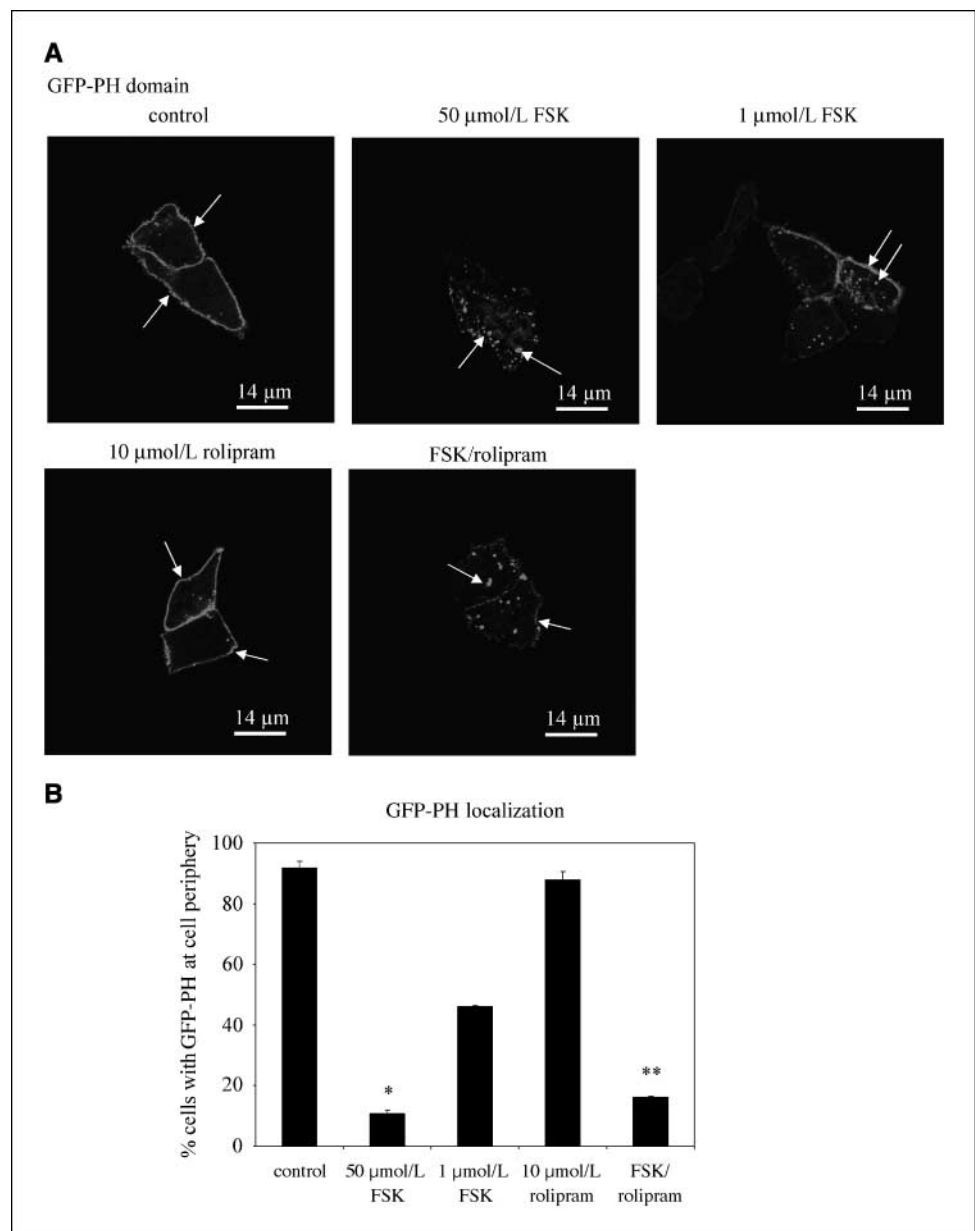 A
GFP-PH domain
control
50 µmol/L FSK
1 µmol/L FSK
14 µm
14 µm
14 µm
10 µmol/L rolipram
FSK/rolipram
14 µm
14 µm
B
GFP-PH localization
% cells with GFP-PH at cell periphery
100
80
60
40
20
0
*
**
control
50 µmol/L
FSK
1 µmol/L
FSK
10 µmol/L
rolipram
FSK/
rolipram